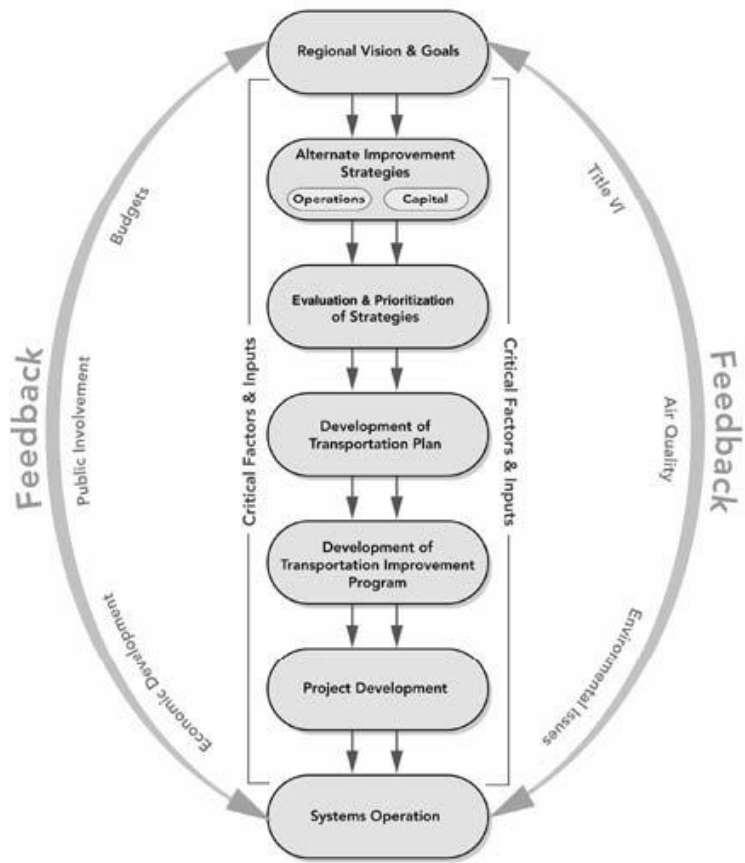 Regional Vision & Goals
Alternate Improvement
Strategies
Operations
Capital
Evaluation & Prioritization
of Strategies
Development of
Transportation Plan
Development of
Transportation Improvement
Program
Project Development
Systems Operation
Critical Factors & Inputs
Critical Factors & Inputs
Feedback
Budgets
Public Involvement
Economic Development
Feedback
Title VI
Air Quality
Environmental Issues